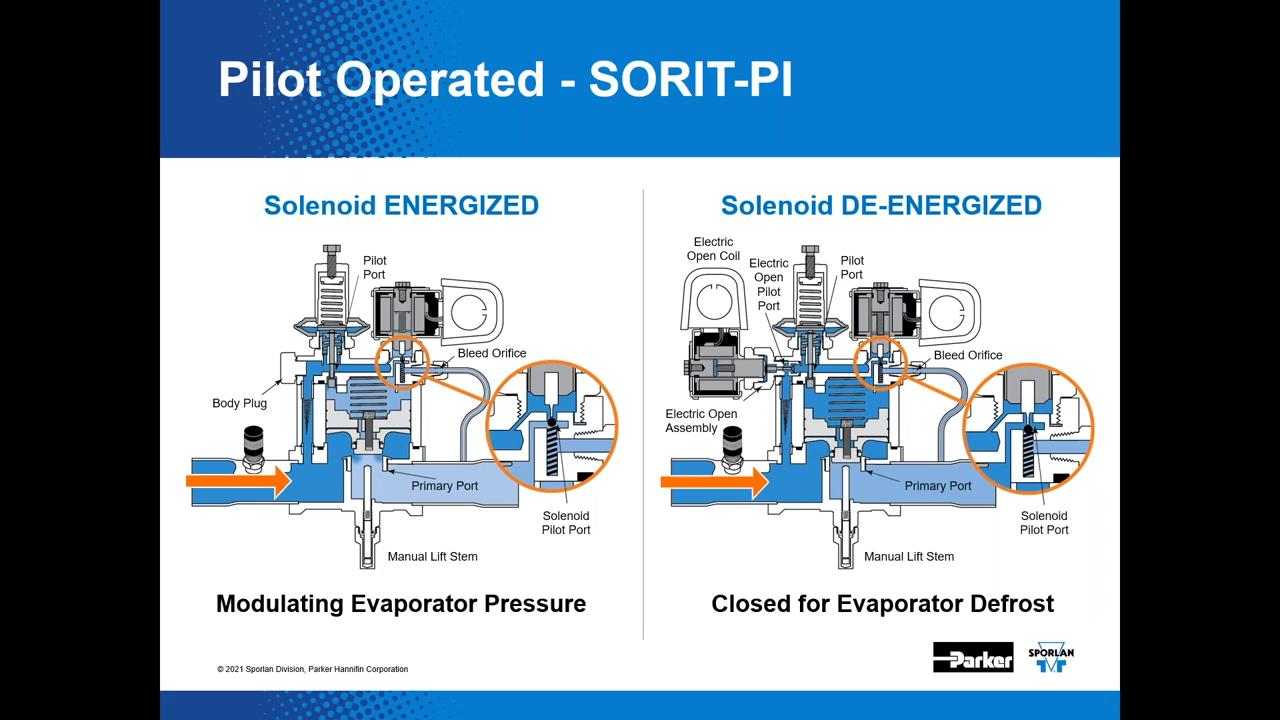 Pilot Operated - SORIT-PI
Solenoid ENERGIZED
Pilot
Port
Bleed Orifice
Body Plug
Primary Port
Solenoid
Pilot Port
Manual Lift Stem
Modulating Evaporator Pressure
Solenoid DE-ENERGIZED
Electric
Open Coil
Electric
Open
Pilot
Port
Pilot
Port
Bleed Orifice
Electric Open
Assembly
Primary Port
Solenoid
Pilot Port
Manual Lift Stem
Closed for Evaporator Defrost
© 2021 Sporlan Division, Parker Hannifin Corporation
Parker
SPORLAN